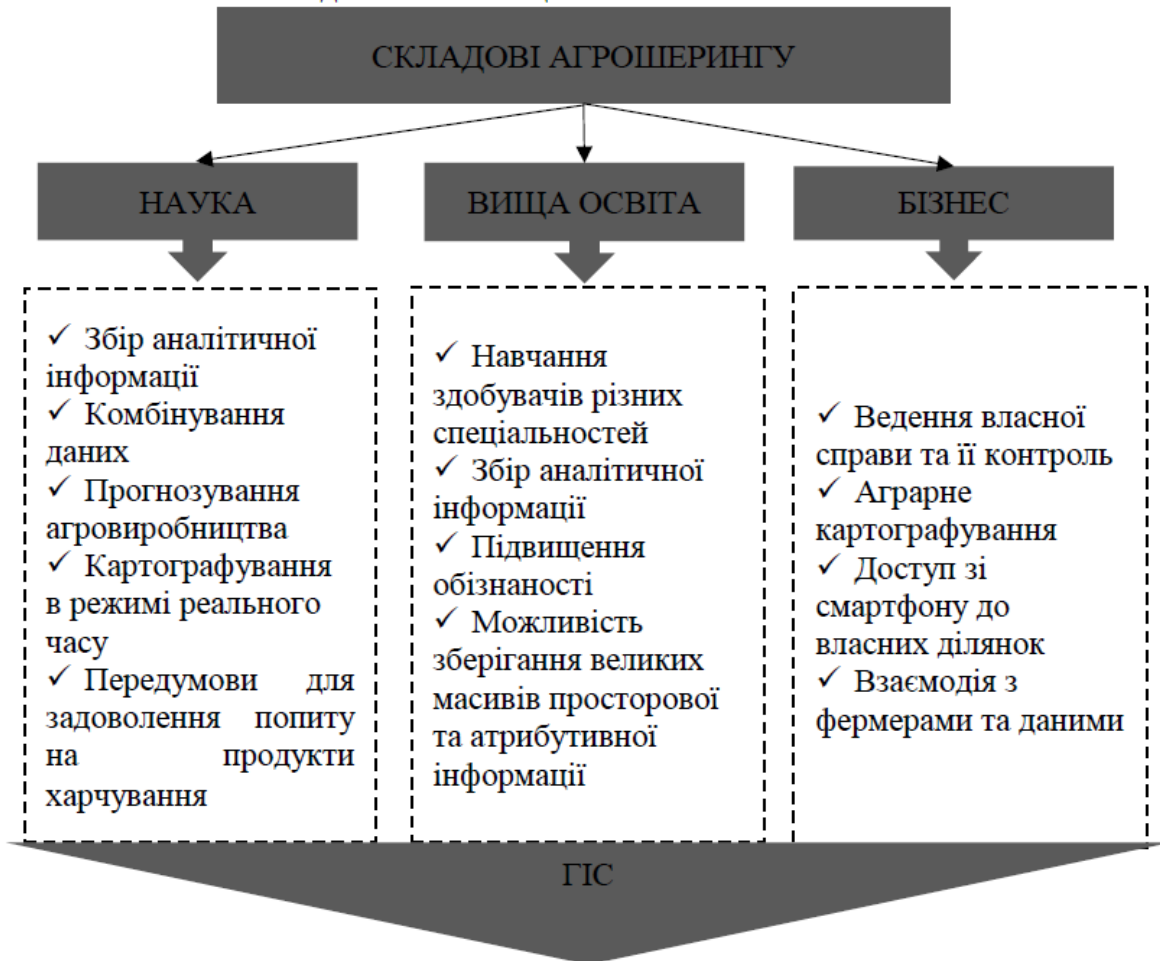 СКЛАДОВІ АГРОШЕРИНГУ
НАУКА
ВИЩА ОСВІТА
БІЗНЕС
✓ Збір аналітичної
інформації
✓ Комбінування
даних
✓ Прогнозування
агровиробництва
✓ Картографування
в режимі реального
часу
✓ Передумови для
задоволення попиту
на продукти
харчування
✓ Навчання
здобувачів різних
спеціальностей
✓ Збір аналітичної
інформації
✓ Підвищення
обізнаності
✓ Можливість
зберігання великих
масивів просторової
та атрибутивної
інформації
✓ Ведення власної
справи та її контроль
✓ Аграрне
картографування
✓ Доступ зі
смартфону до
власних ділянок
✓ Взаємодія з
фермерами та даними
ГІС